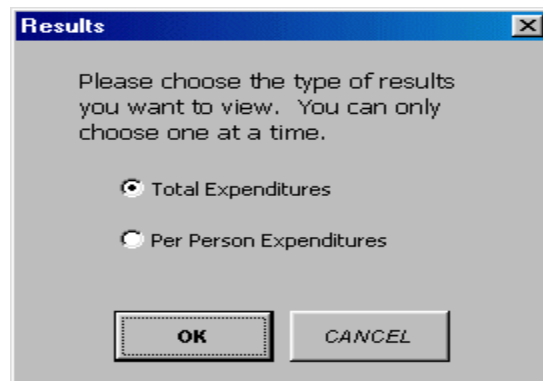 Results
Please choose the type of results
you want to view.  You can only
choose one at a time.
Total Expenditures
Per Person Expenditures
OK
CANCEL